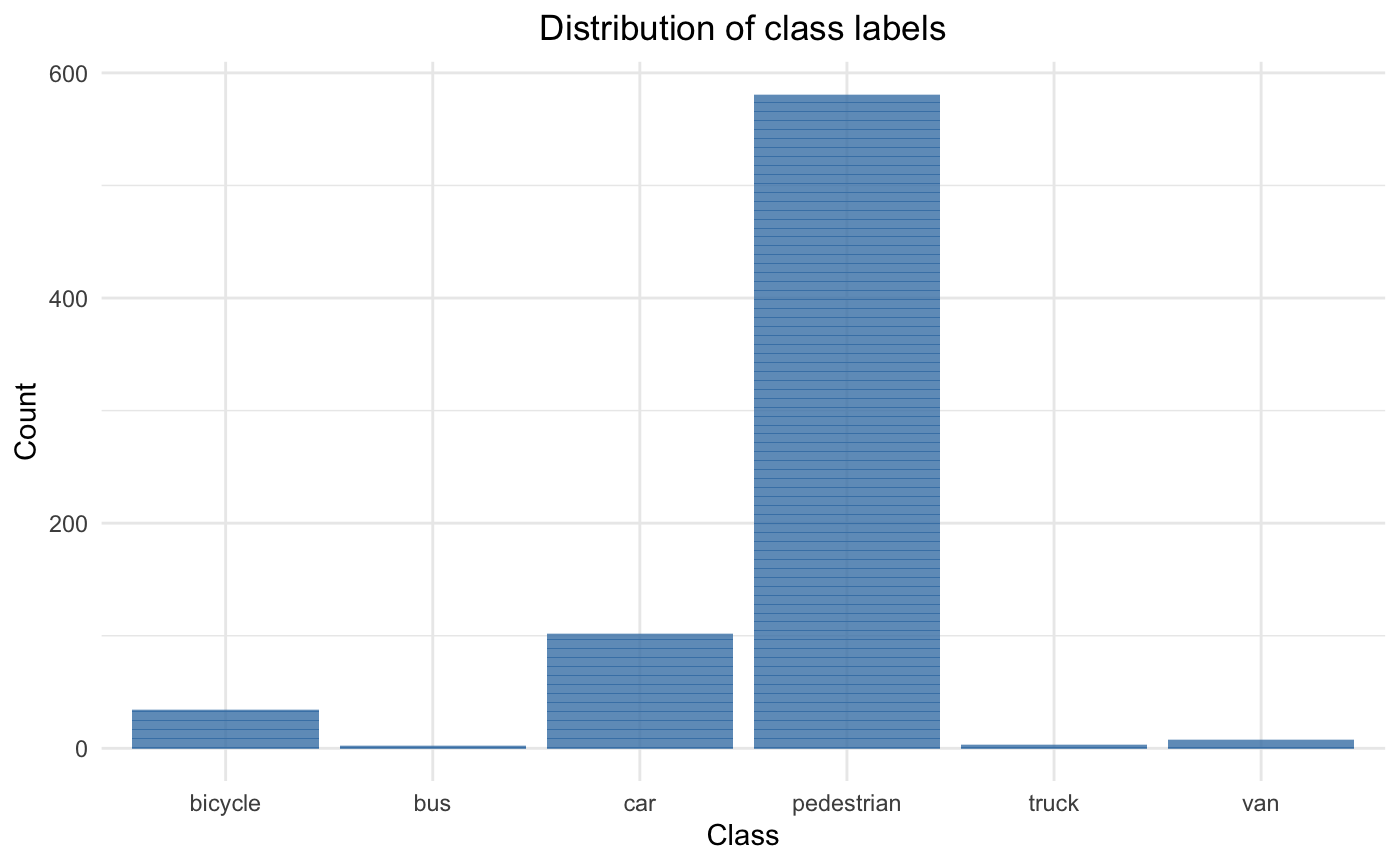 Distribution of class labels
600
400
200
0
Count
bicycle bus car pedestrian truck van
Class